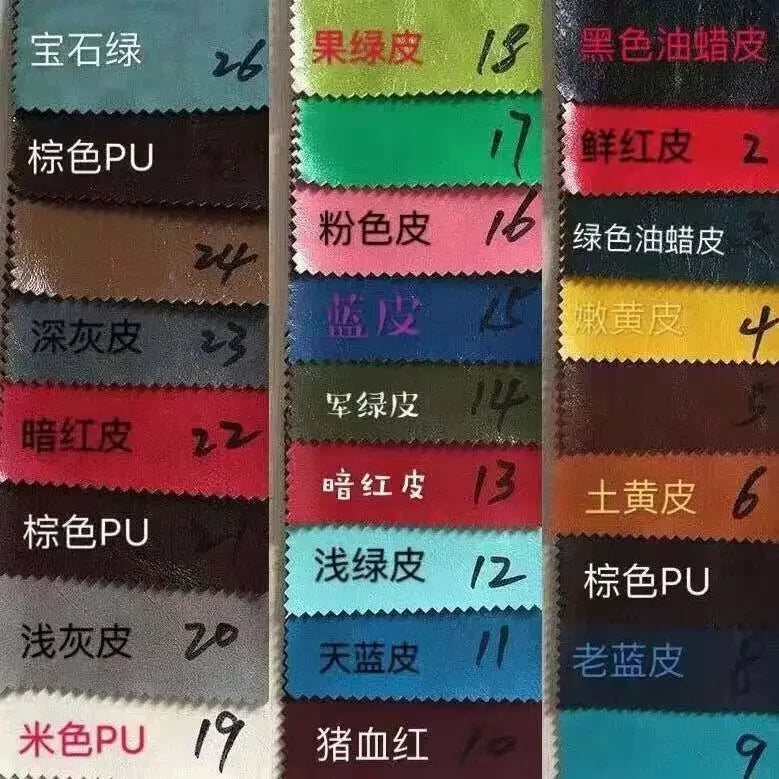 宝石绿 26
棕色PU
24
深灰皮 23
暗红皮 22
棕色PU 21
浅灰皮 20
米色PU 19
果绿皮 18
17
粉色皮 16
蓝皮 15
军绿皮 14
暗红皮 13
浅绿皮 12
天蓝皮 11
猪血红 10
黑色油蜡皮
鲜红皮 2
绿色油蜡皮 3
嫩黄皮 4
5
土黄皮 6
棕色PU
老蓝皮 8
9